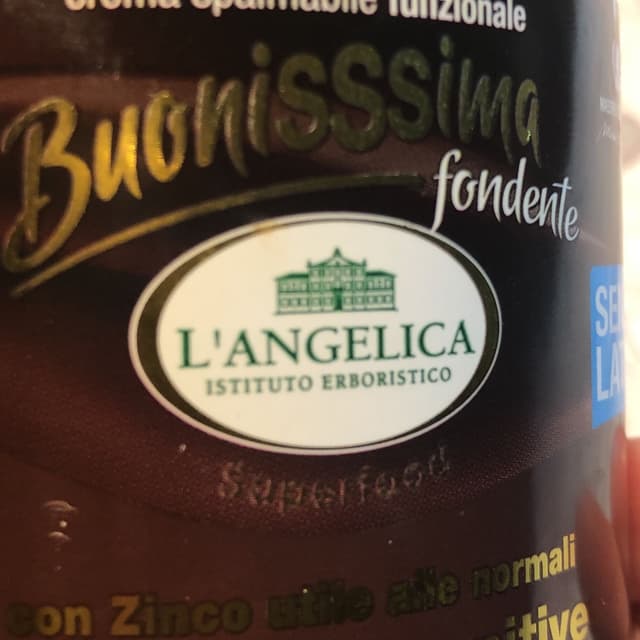 crema spalmabile funzionale
BuonisSSima
fondente
L'ANGELICA
ISTITUTO ERBORISTICO
Superfood
con Zinco utile alle normali